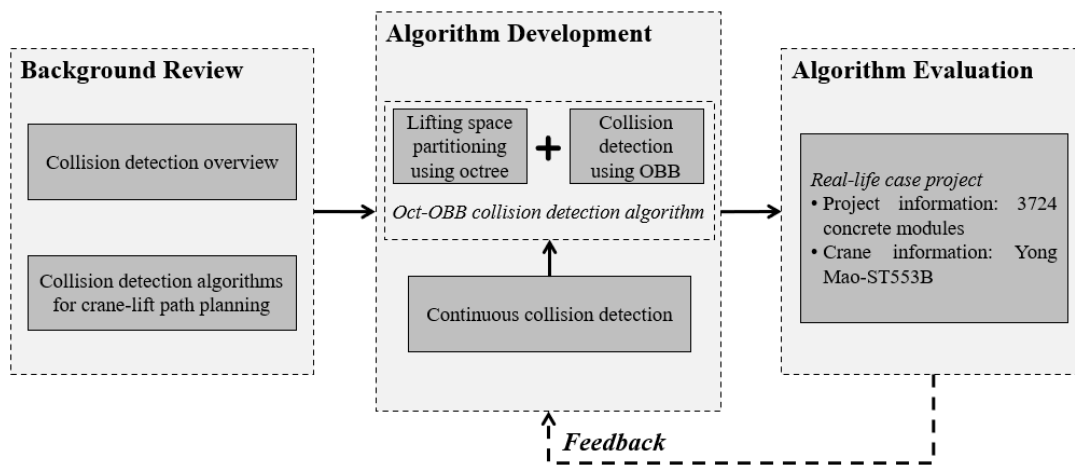 Background Review
Collision detection overview
Collision detection algorithms
for crane-lift path planning
Algorithm Development
Lifting space
partitioning
using octree
+
Collision
detection
using OBB
Oct-OBB collision detection algorithm
Continuous collision detection
Algorithm Evaluation
Real-life case project
• Project information: 3724
concrete modules
• Crane information: Yong
Mao-ST553B
Feedback